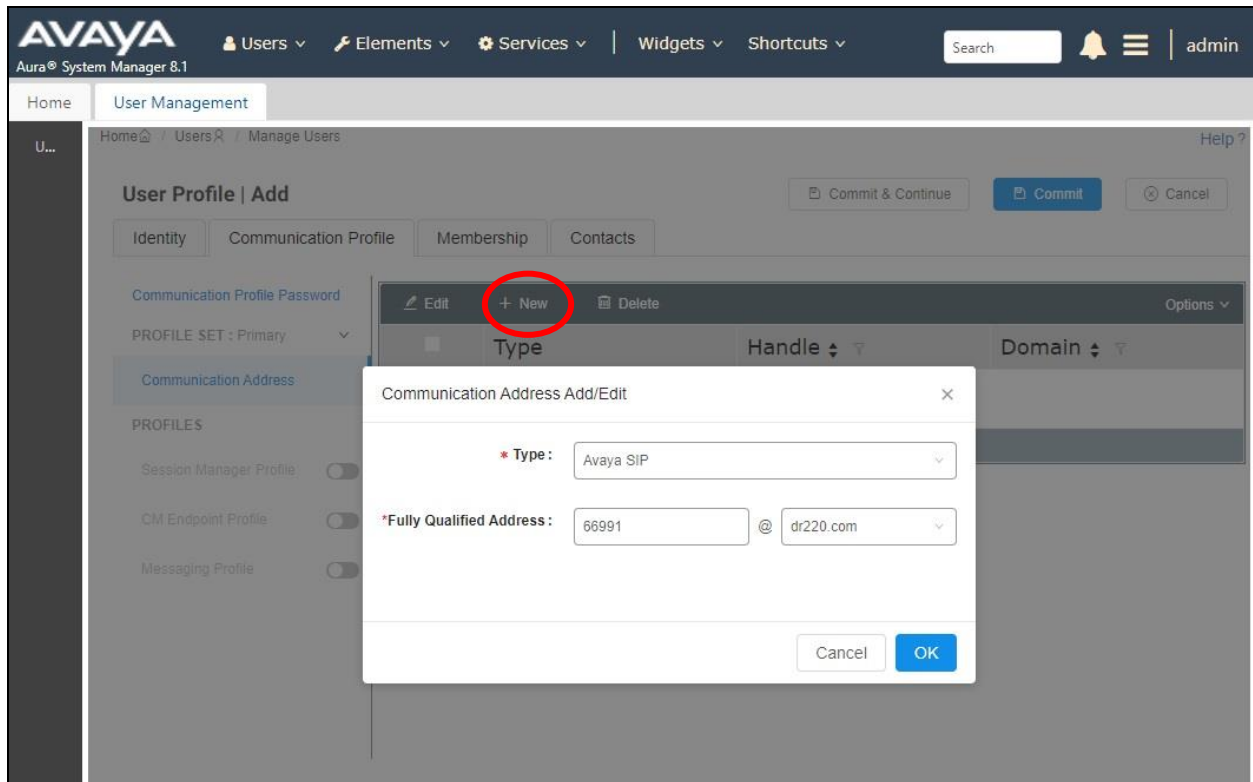 AVAYA
Aura® System Manager 8.1
Users Elements Services | Widgets Shortcuts Search | admin
Home User Management
U...
Home / Users / Manage Users Help ?
User Profile | Add Commit & Continue Commit Cancel
Identity Communication Profile Membership Contacts
Communication Profile Password
PROFILE SET : Primary
Communication Address
PROFILES
Session Manager Profile
CM Endpoint Profile
Messaging Profile
Edit + New Delete Options
Type Handle Domain
Communication Address Add/Edit ×
* Type : Avaya SIP
*Fully Qualified Address : 66991 @ dr220.com
Cancel OK